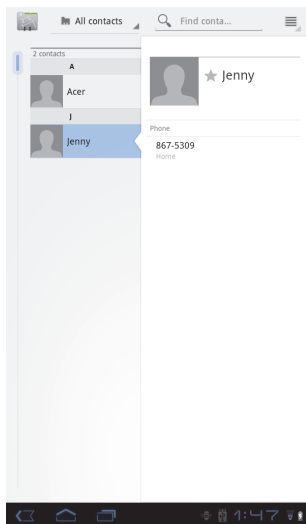 All contacts
Find conta...
2 contacts
A
Acer
J
Jenny
Jenny
Phone
867-5309
Home
1:47